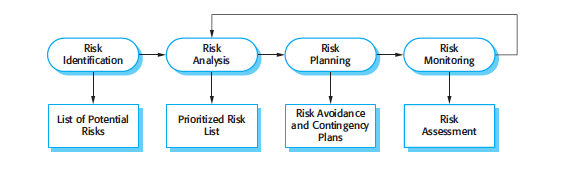 Risk
Identification
Risk
Analysis
Risk
Planning
Risk
Monitoring
List of Potential
Risks
Prioritized Risk
List
Risk Avoidance
and Contingency
Plans
Risk
Assessment